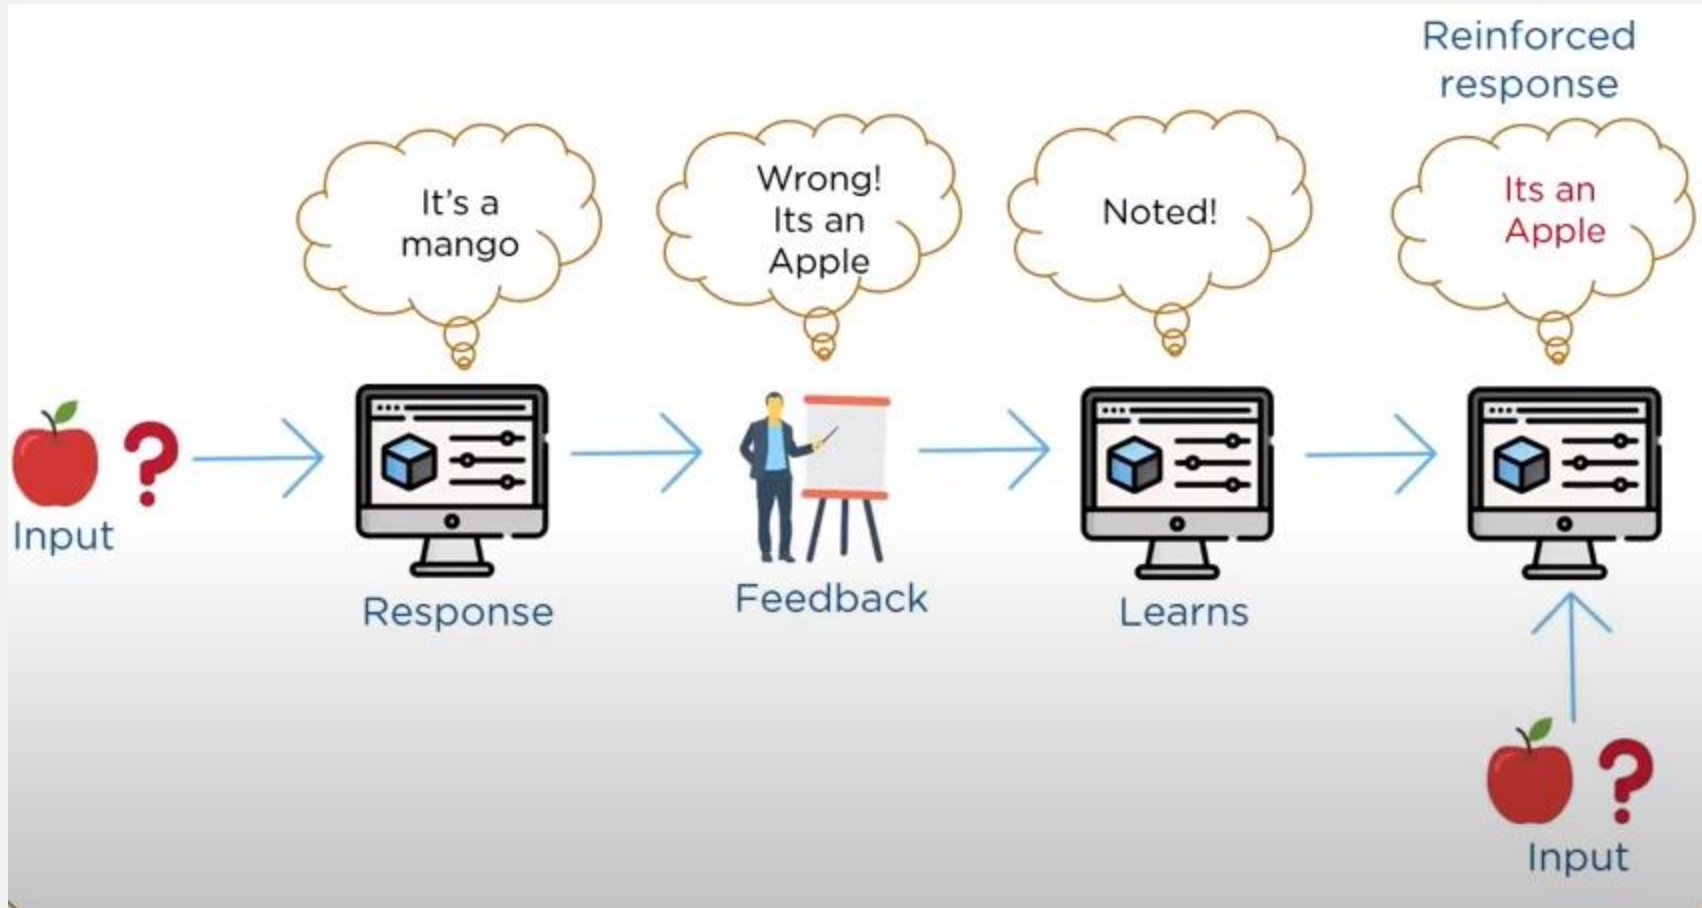 Reinforced
response
It's a
mango
Wrong!
Its an
Apple
Noted!
Its an
Apple
?
Input
Response
Feedback
Learns
?
Input